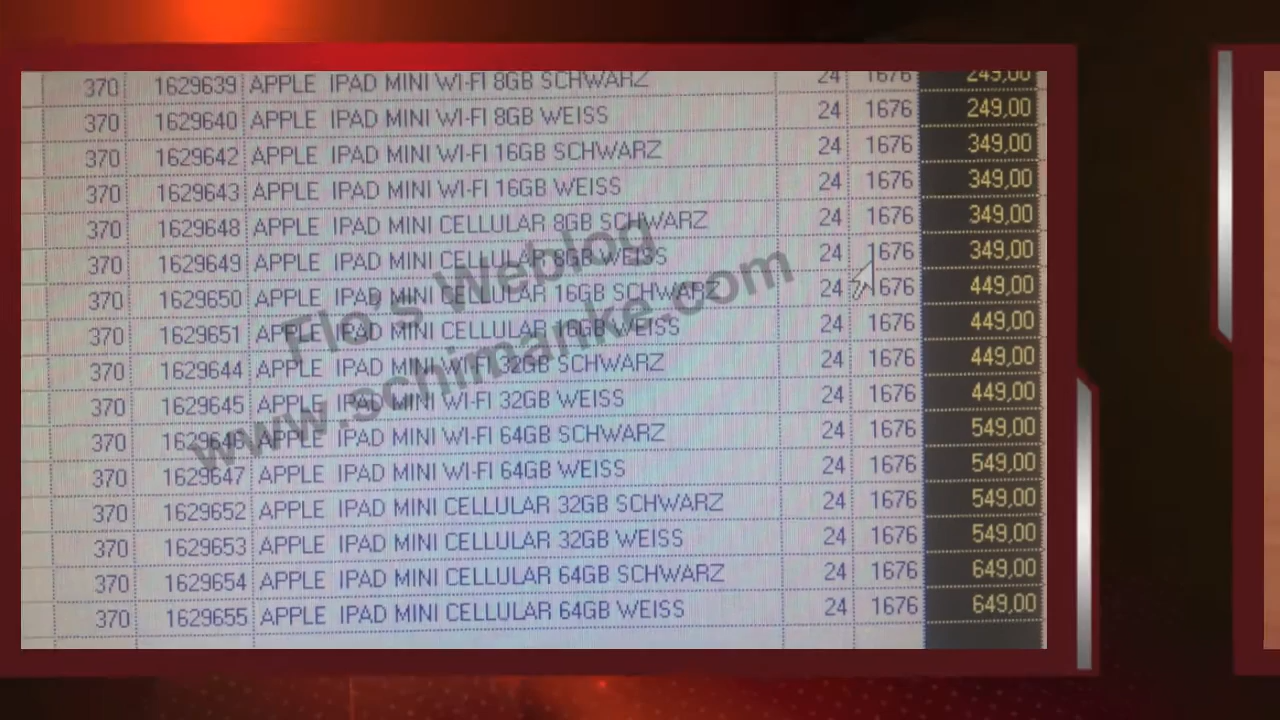 370 1629639 APPLE IPAD MINI WI-FI 8GB SCHWARZ 24 1676 249,00
370 1629640 APPLE IPAD MINI WI-FI 8GB WEISS 24 1676 249,00
370 1629642 APPLE IPAD MINI WI-FI 16GB SCHWARZ 24 1676 349,00
370 1629643 APPLE IPAD MINI WI-FI 16GB WEISS 24 1676 349,00
370 1629648 APPLE IPAD MINI CELLULAR 8GB SCHWARZ 24 1676 349,00
370 1629649 APPLE IPAD MINI CELLULAR 8GB WEISS 24 1676 349,00
370 1629650 APPLE IPAD MINI CELLULAR 16GB SCHWARZ 24 1676 449,00
370 1629651 APPLE IPAD MINI CELLULAR 16GB WEISS 24 1676 449,00
370 1629644 APPLE IPAD MINI WI-FI 32GB SCHWARZ 24 1676 449,00
370 1629645 APPLE IPAD MINI WI-FI 32GB WEISS 24 1676 449,00
370 1629646 APPLE IPAD MINI WI-FI 64GB SCHWARZ 24 1676 549,00
370 1629647 APPLE IPAD MINI WI-FI 64GB WEISS 24 1676 549,00
370 1629652 APPLE IPAD MINI CELLULAR 32GB SCHWARZ 24 1676 549,00
370 1629653 APPLE IPAD MINI CELLULAR 32GB WEISS 24 1676 549,00
370 1629654 APPLE IPAD MINI CELLULAR 64GB SCHWARZ 24 1676 649,00
370 1629655 APPLE IPAD MINI CELLULAR 64GB WEISS 24 1676 649,00
Flo's Weblog
www.schimanke.com